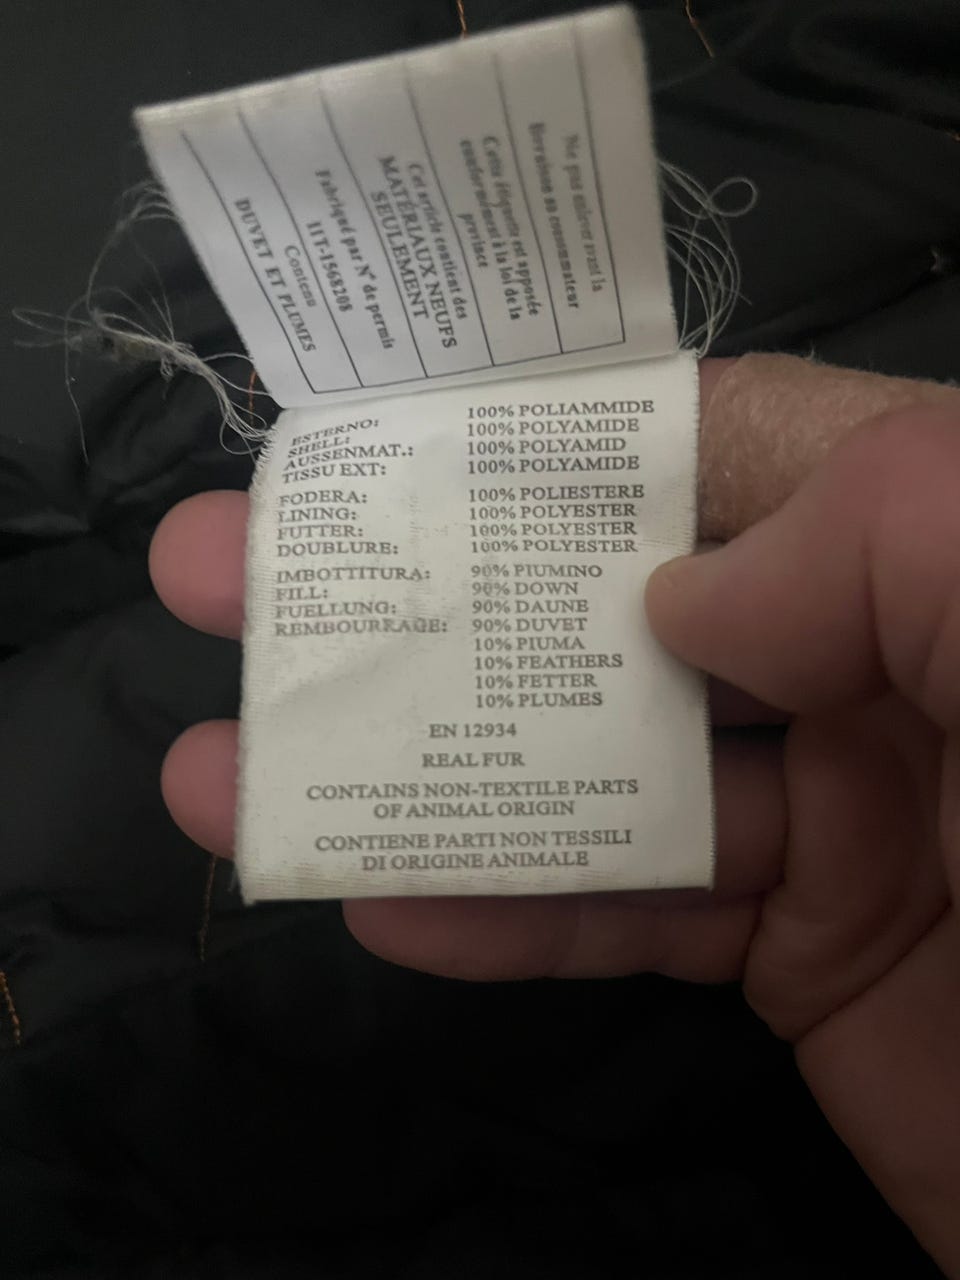 Ne pas enlever avant la
livraison au consommateur
Cette étiquette est apposée
conformément à la loi de la
province
Cet article contient des
MATÉRIAUX NEUFS
SEULEMENT
Fabriqué par N° de permis
IIT-1568208
Contenu
DUVET ET PLUMES
ESTERNO: 100% POLIAMMIDE
SHELL: 100% POLYAMIDE
AUSSENMAT.: 100% POLYAMID
TISSU EXT: 100% POLYAMIDE
FODERA: 100% POLIESTERE
LINING: 100% POLYESTER
FUTTER: 100% POLYESTER
DOUBLURE: 100% POLYESTER
IMBOTTITURA: 90% PIUMINO
FILL: 90% DOWN
FUELLUNG: 90% DAUNE
REMBOURRAGE: 90% DUVET
10% PIUMA
10% FEATHERS
10% FETTER
10% PLUMES
EN 12934
REAL FUR
CONTAINS NON-TEXTILE PARTS
OF ANIMAL ORIGIN
CONTIENE PARTI NON TESSILI
DI ORIGINE ANIMALE